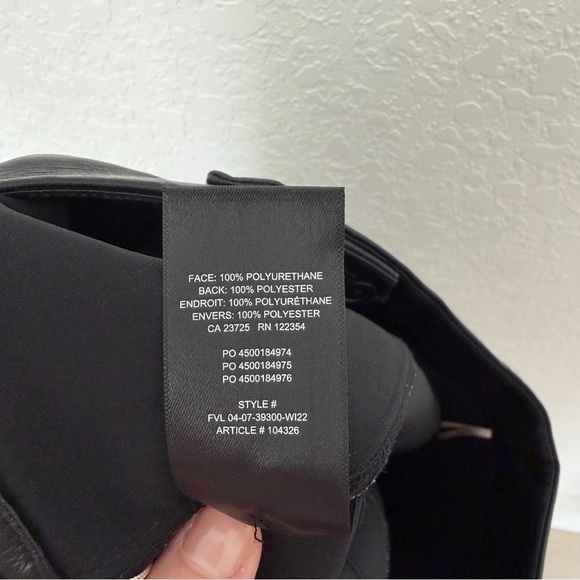 FACE: 100% POLYURETHANE
BACK: 100% POLYESTER
ENDROIT: 100% POLYURÉTHANE
ENVERS: 100% POLYESTER
CA 23725 RN 122354
PO 4500184974
PO 4500184975
PO 4500184976
STYLE #
FVL 04-07-39300-WI22
ARTICLE # 104326